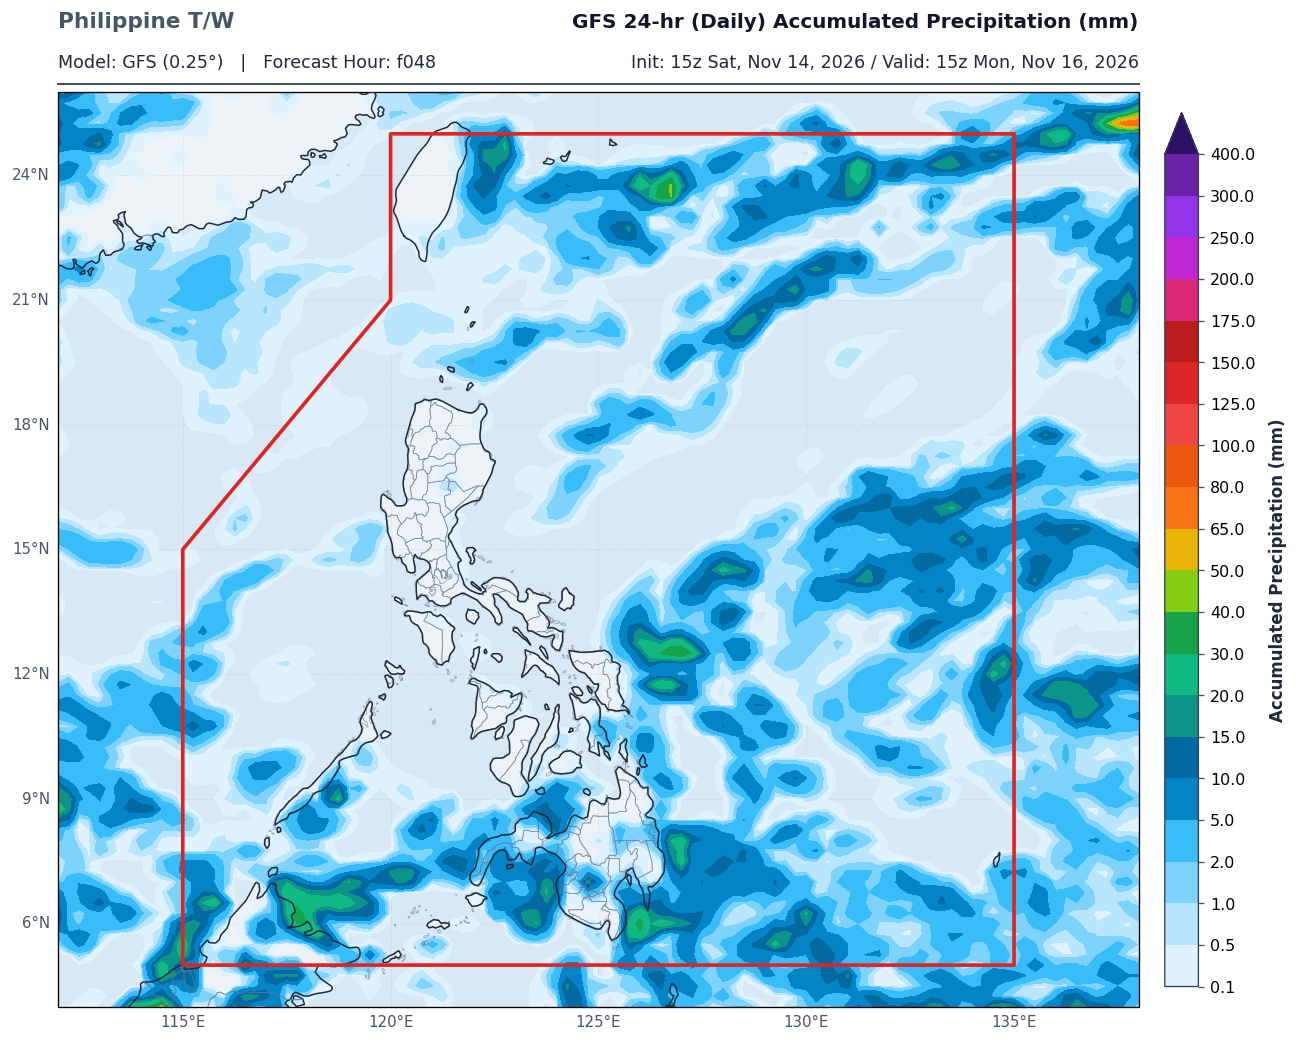 Philippine T/W
GFS 24-hr (Daily) Accumulated Precipitation (mm)
Model: GFS (0.25°)   |   Forecast Hour: f048
Init: 15z Sat, Nov 14, 2026 / Valid: 15z Mon, Nov 16, 2026
24°N
21°N
18°N
15°N
12°N
9°N
6°N
115°E
120°E
125°E
130°E
135°E
400.0
300.0
250.0
200.0
175.0
150.0
125.0
100.0
80.0
65.0
50.0
40.0
30.0
20.0
15.0
10.0
5.0
2.0
1.0
0.5
0.1
Accumulated Precipitation (mm)